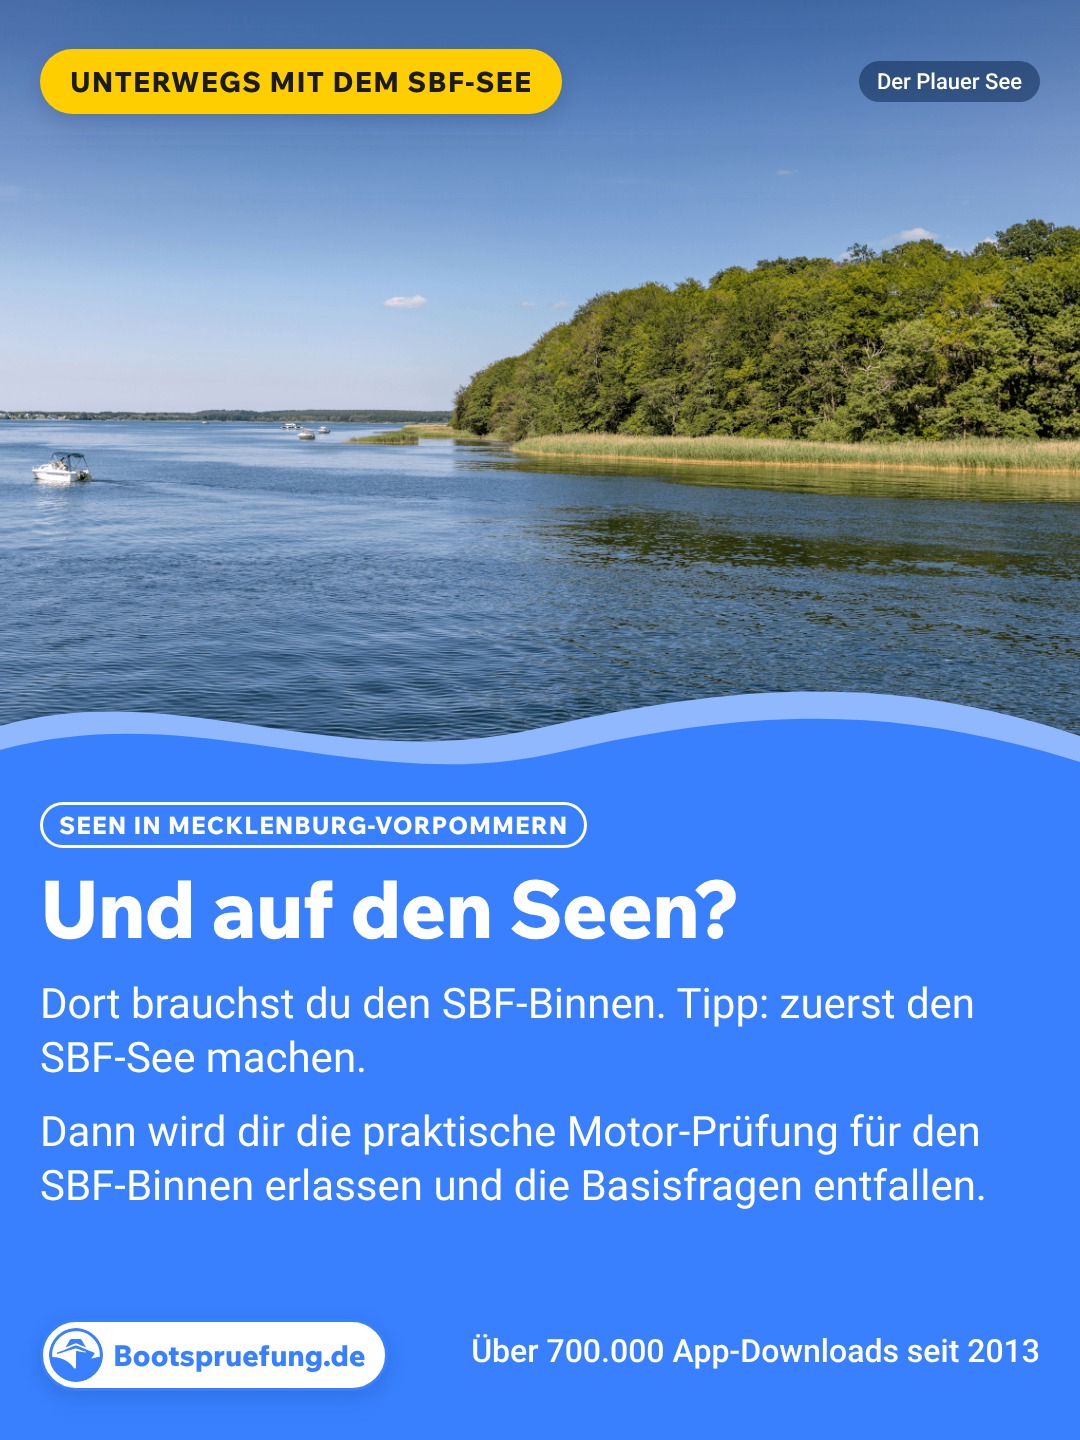 UNTERWEGS MIT DEM SBF-SEE
Der Plauer See
SEEN IN MECKLENBURG-VORPOMMERN
Und auf den Seen?
Dort brauchst du den SBF-Binnen. Tipp: zuerst den
SBF-See machen.
Dann wird dir die praktische Motor-Prüfung für den
SBF-Binnen erlassen und die Basisfragen entfallen.
Bootspruefung.de
Über 700.000 App-Downloads seit 2013